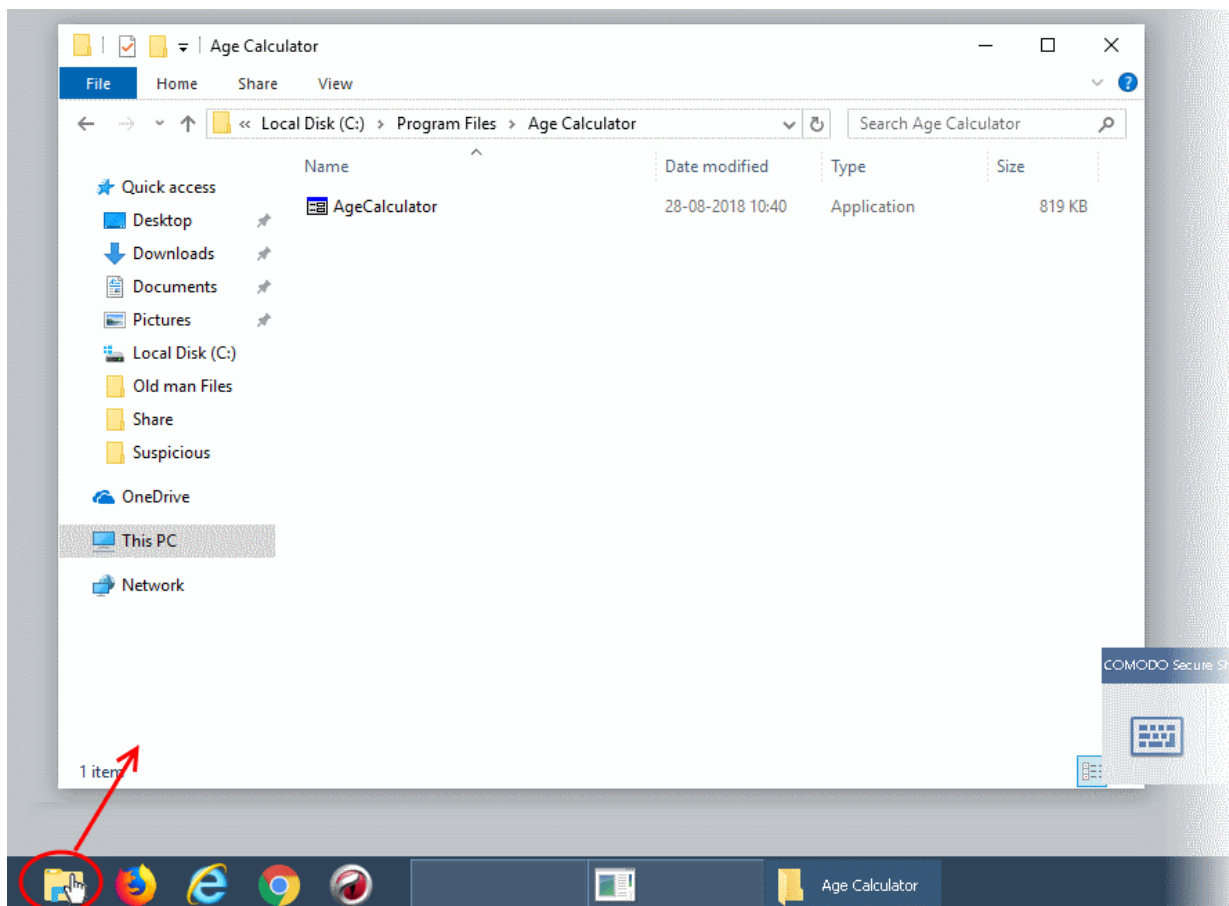 Age Calculator
File Home Share View
« Local Disk (C:) > Program Files > Age Calculator
Search Age Calculator
Name Date modified Type Size
Quick access
AgeCalculator 28-08-2018 10:40 Application 819 KB
Desktop
Downloads
Documents
Pictures
Local Disk (C:)
Old man Files
Share
Suspicious
OneDrive
This PC
Network
COMODO Secure
1 item
Age Calculator